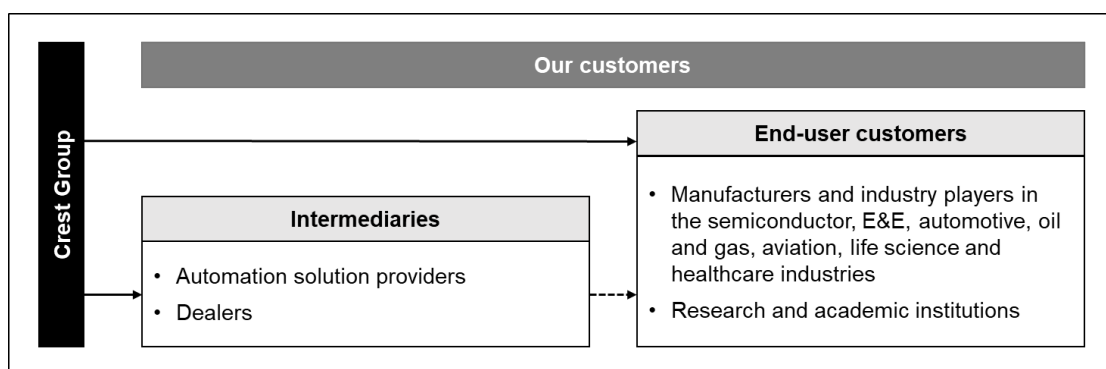 Crest Group
Our customers
End-user customers
• Manufacturers and industry players in
the semiconductor, E&E, automotive, oil
and gas, aviation, life science and
healthcare industries
• Research and academic institutions
Intermediaries
• Automation solution providers
• Dealers